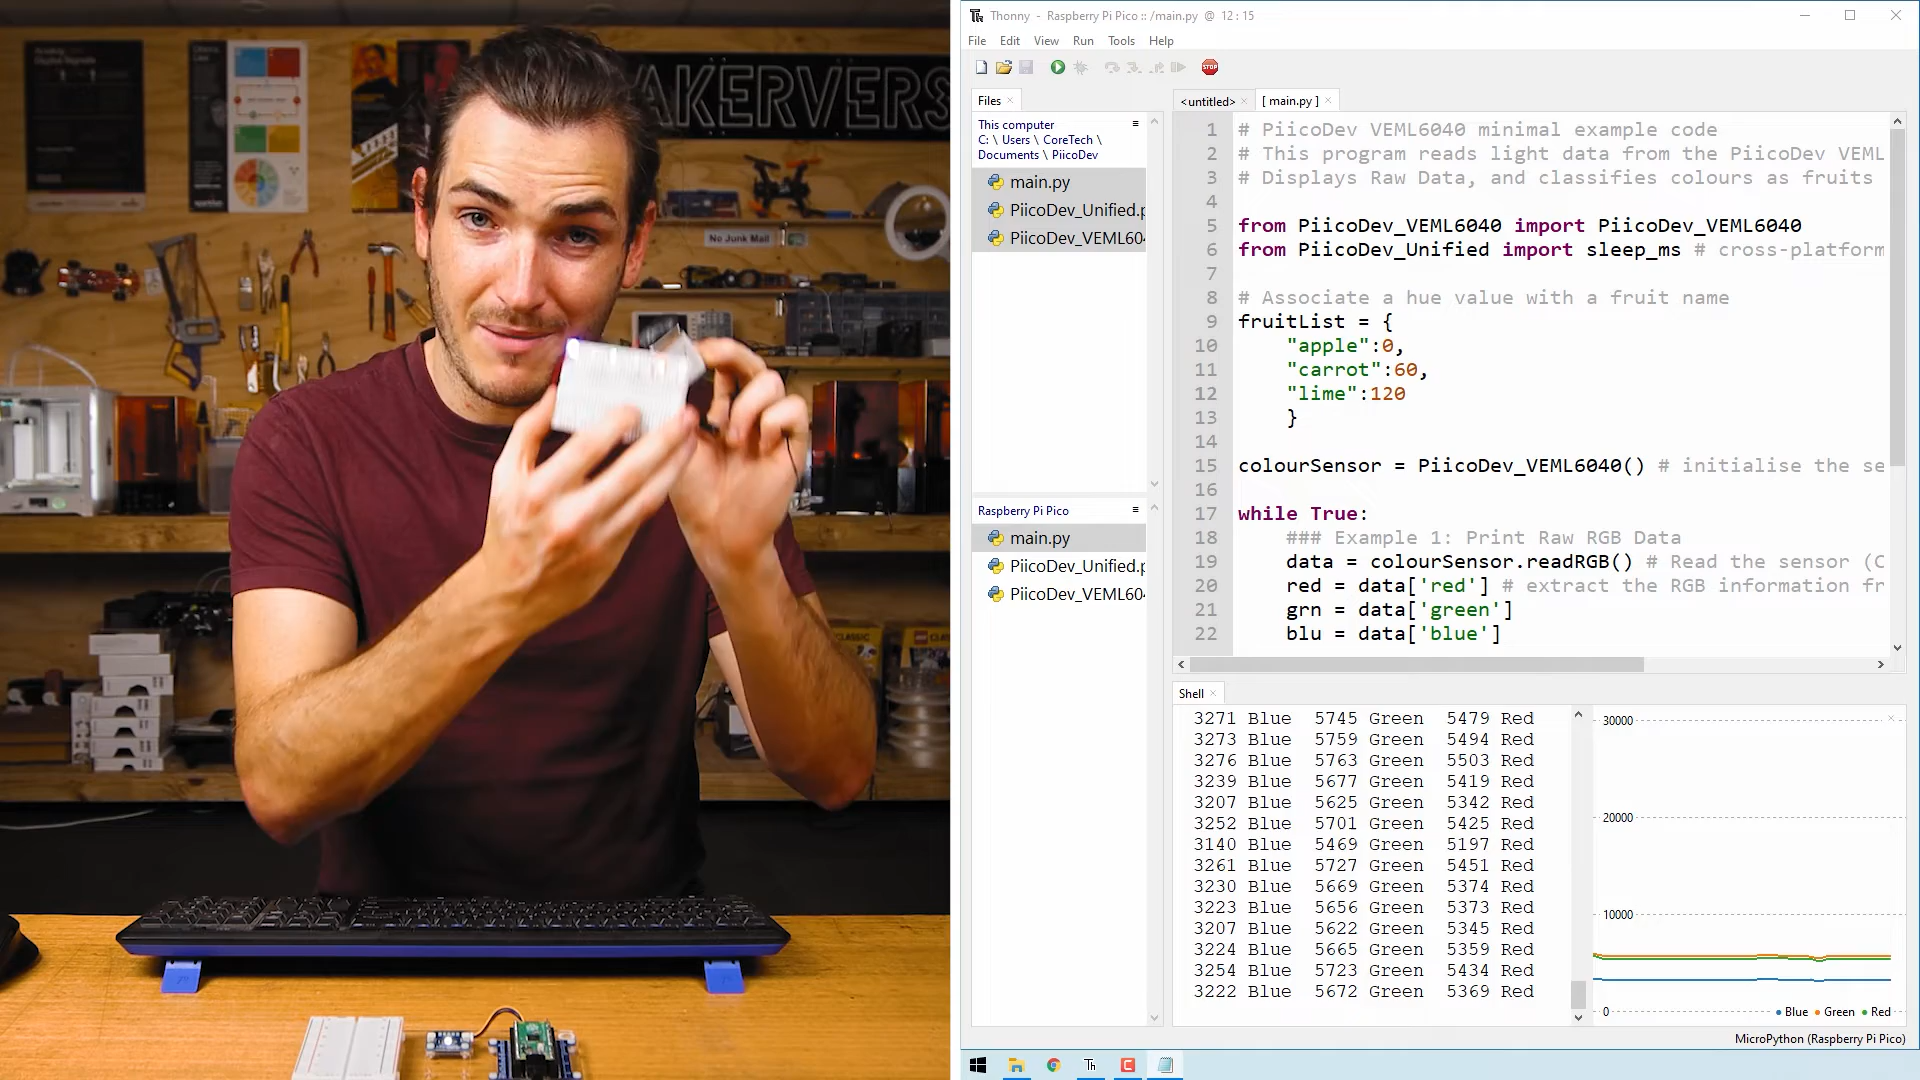 AKERVERS
No Junk Mail
CLASSIC
Thonny - Raspberry Pi Pico :: /main.py @ 12 : 15
File Edit View Run Tools Help
STOP
Files
This computer
C: \ Users \ CoreTech \
Documents \ PiicoDev
main.py
PiicoDev_Unified.p
PiicoDev_VEML604
Raspberry Pi Pico
main.py
PiicoDev_Unified.p
PiicoDev_VEML604
<untitled> [ main.py ]
1 # PiicoDev VEML6040 minimal example code
2 # This program reads light data from the PiicoDev VEML
3 # Displays Raw Data, and classifies colours as fruits
4
5 from PiicoDev_VEML6040 import PiicoDev_VEML6040
6 from PiicoDev_Unified import sleep_ms # cross-platform
7
8 # Associate a hue value with a fruit name
9 fruitList = {
10 "apple":0,
11 "carrot":60,
12 "lime":120
13 }
14
15 colourSensor = PiicoDev_VEML6040() # initialise the se
16
17 while True:
18 ### Example 1: Print Raw RGB Data
19 data = colourSensor.readRGB() # Read the sensor (C
20 red = data['red'] # extract the RGB information fr
21 grn = data['green']
22 blu = data['blue']
Shell
3271 Blue 5745 Green 5479 Red
3273 Blue 5759 Green 5494 Red
3276 Blue 5763 Green 5503 Red
3239 Blue 5677 Green 5419 Red
3207 Blue 5625 Green 5342 Red
3252 Blue 5701 Green 5425 Red
3140 Blue 5469 Green 5197 Red
3261 Blue 5727 Green 5451 Red
3230 Blue 5669 Green 5374 Red
3223 Blue 5656 Green 5373 Red
3207 Blue 5622 Green 5345 Red
3224 Blue 5665 Green 5359 Red
3254 Blue 5723 Green 5434 Red
3222 Blue 5672 Green 5369 Red
30000
20000
10000
0
Blue Green Red
MicroPython (Raspberry Pi Pico)
Th